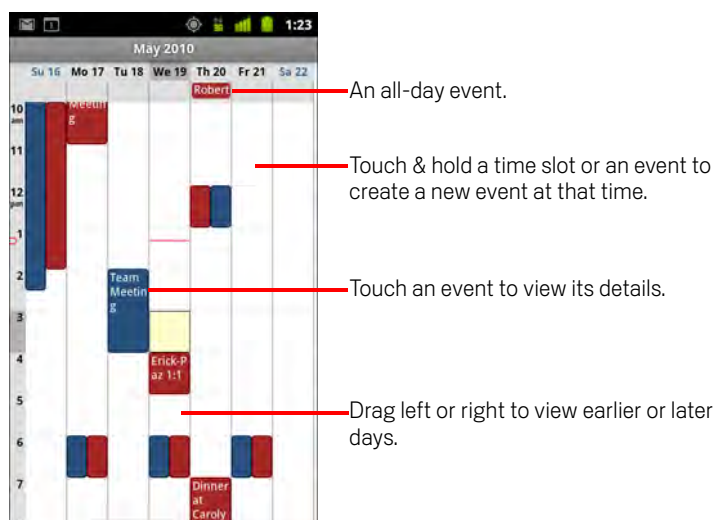 1:23
May 2010
Su 16 Mo 17 Tu 18 We 19 Th 20 Fr 21 Sa 22
Robert
An all-day event.
10
am
Meetin
g
11
Touch & hold a time slot or an event to
create a new event at that time.
12
pm
1
2
Team
Meetin
g
Touch an event to view its details.
3
4
Erick-P
az 1:1
5
Drag left or right to view earlier or later
days.
6
7
Dinner
at
Caroly